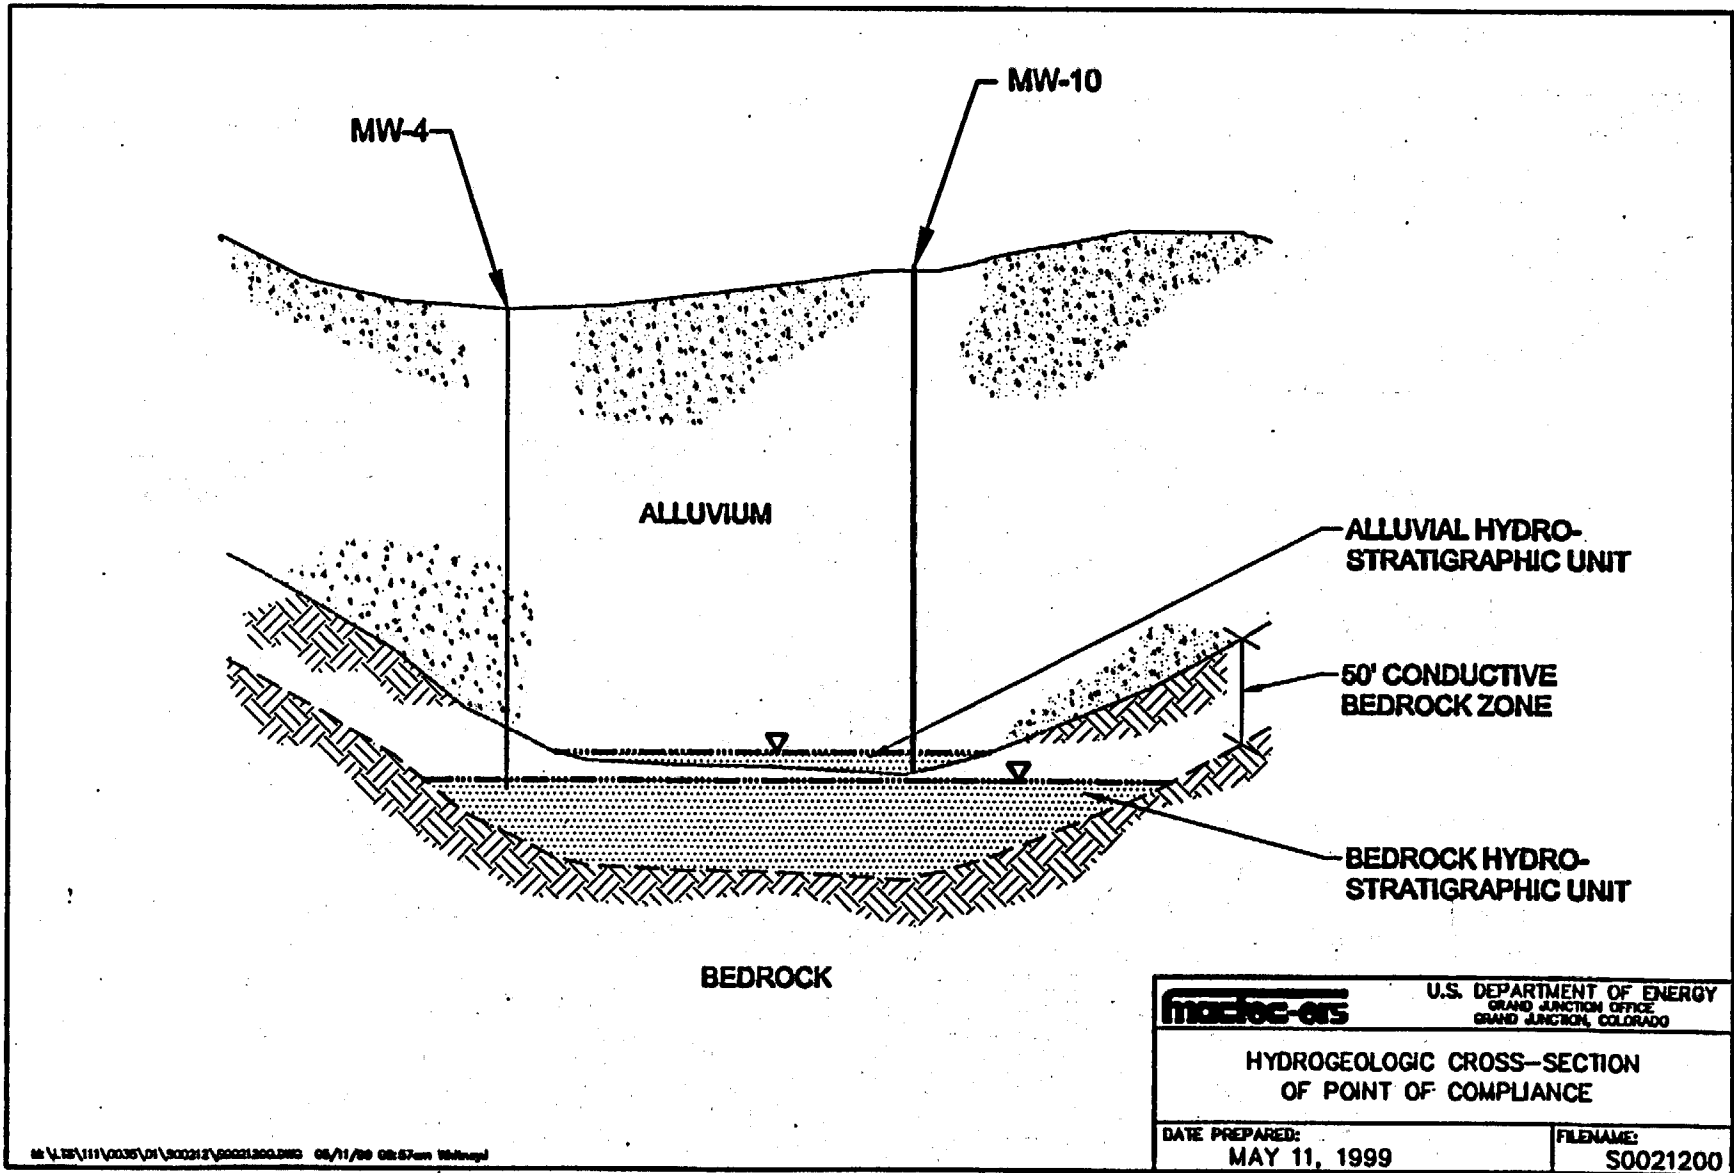 MW-10
MW-4
ALLUVIUM
ALLUVIAL HYDRO-
STRATIGRAPHIC UNIT
50' CONDUCTIVE
BEDROCK ZONE
BEDROCK HYDRO-
STRATIGRAPHIC UNIT
BEDROCK
mactec-ers
U.S. DEPARTMENT OF ENERGY
GRAND JUNCTION OFFICE
GRAND JUNCTION, COLORADO
HYDROGEOLOGIC CROSS-SECTION
OF POINT OF COMPLIANCE
DATE PREPARED:
MAY 11, 1999
FILENAME:
S0021200